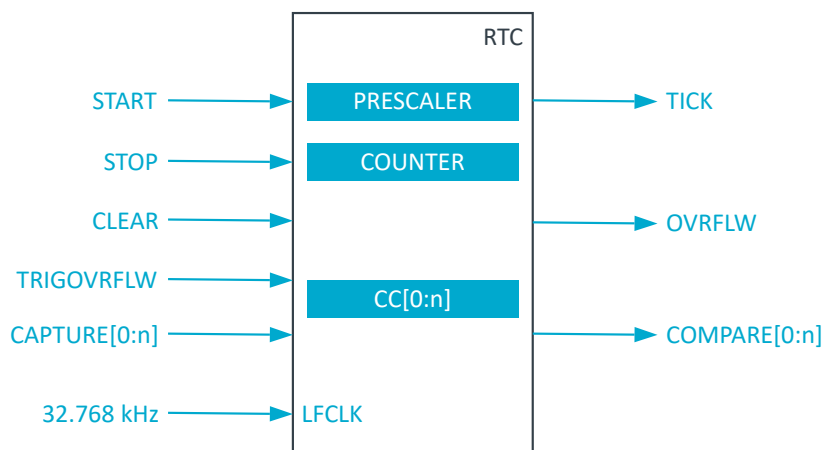 RTC
START
PRESCALER
TICK
STOP
COUNTER
CLEAR
OVRFLW
TRIGOVRFLW
CC[0:n]
CAPTURE[0:n]
COMPARE[0:n]
32.768 kHz
LFCLK